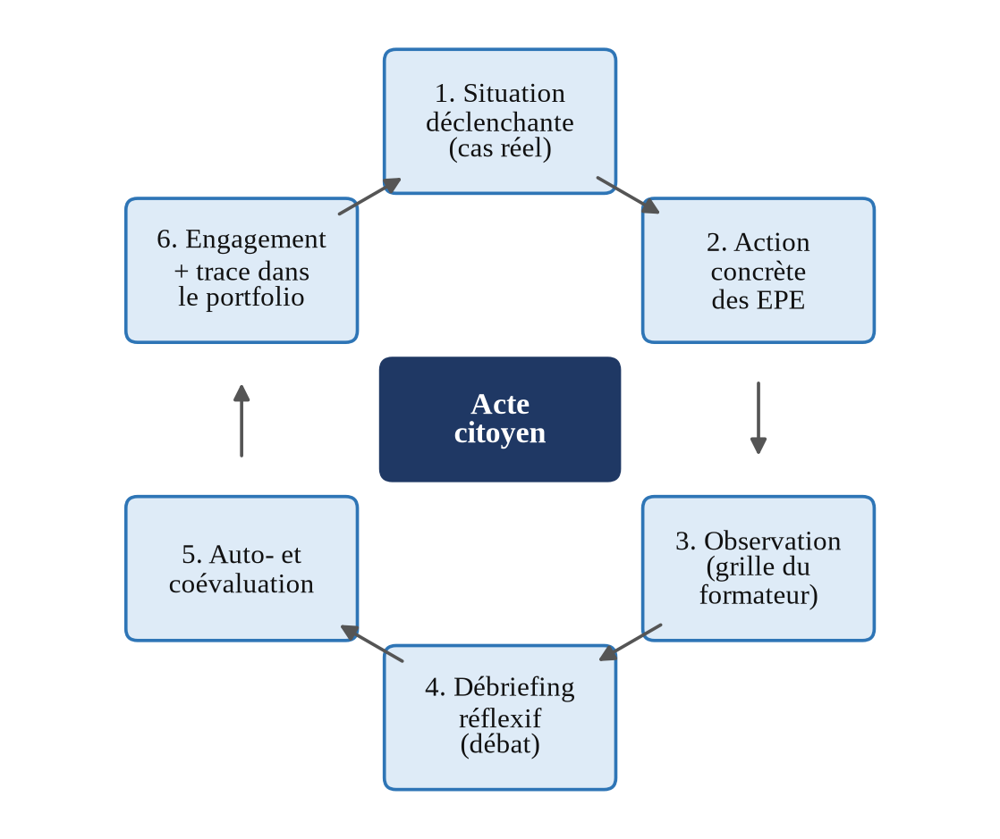 1. Situation
déclenchante
(cas réel)
2. Action
concrète
des EPE
3. Observation
(grille du
formateur)
4. Débriefing
réflexif
(débat)
5. Auto- et
coévaluation
6. Engagement
+ trace dans
le portfolio
Acte
citoyen